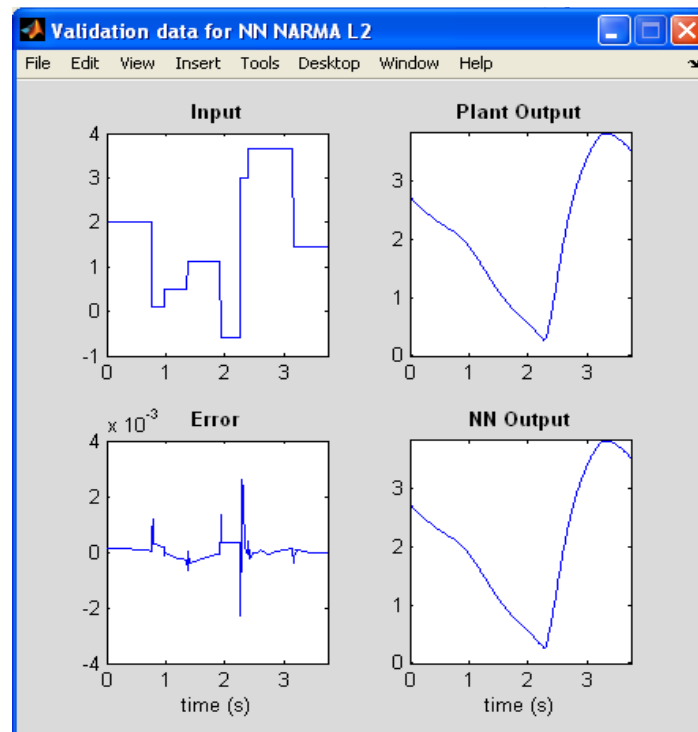 Validation data for NN NARMA L2
File Edit View Insert Tools Desktop Window Help
Input
4
3
2
1
0
-1
0 1 2 3
Plant Output
3
2
1
0
0 1 2 3
Error
x 10^-3
4
2
0
-2
-4
0 1 2 3
time (s)
NN Output
3
2
1
0
0 1 2 3
time (s)